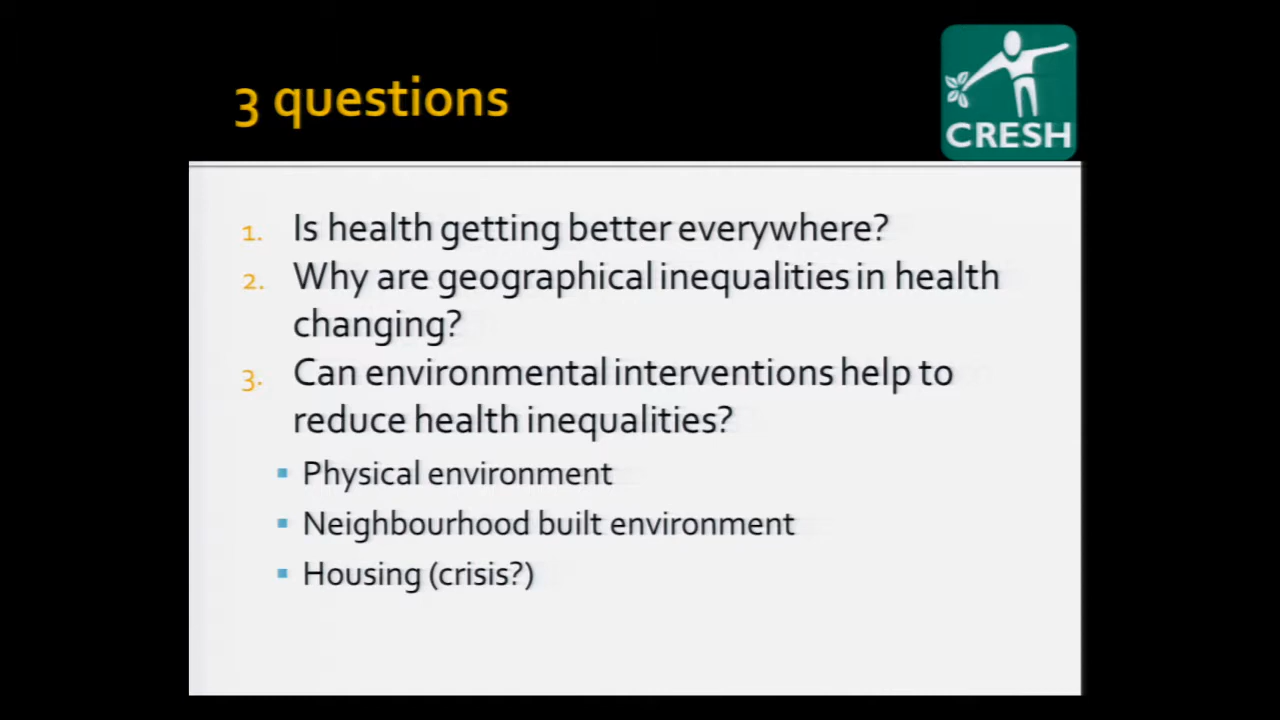 3 questions
CRESH
1. Is health getting better everywhere?
2. Why are geographical inequalities in health
changing?
3. Can environmental interventions help to
reduce health inequalities?
▪ Physical environment
▪ Neighbourhood built environment
▪ Housing (crisis?)